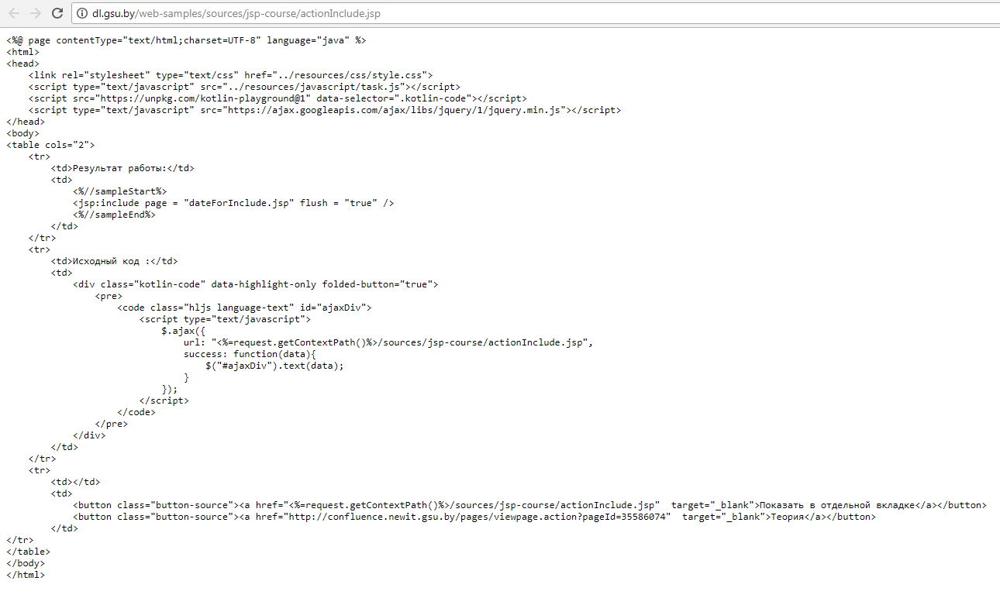 dl.gsu.by/web-samples/sources/jsp-course/actionInclude.jsp
<%@ page contentType="text/html;charset=UTF-8" language="java" %>
<html>
<head>
    <link rel="stylesheet" type="text/css" href="../resources/css/style.css">
    <script type="text/javascript" src="../resources/javascript/task.js"></script>
    <script src="https://unpkg.com/kotlin-playground@1" data-selector=".kotlin-code"></script>
    <script type="text/javascript" src="https://ajax.googleapis.com/ajax/libs/jquery/1/jquery.min.js"></script>
</head>
<body>
<table cols="2">
    <tr>
        <td>Результат работы:</td>
        <td>
            <%//sampleStart%>
            <jsp:include page = "dateForInclude.jsp" flush = "true" />
            <%//sampleEnd%>
        </td>
    </tr>
    <tr>
        <td>Исходный код :</td>
        <td>
            <div class="kotlin-code" data-highlight-only folded-button="true">
                <pre>
                    <code class="hljs language-text" id="ajaxDiv">
                        <script type="text/javascript">
                            $.ajax({
                                url: "<%=request.getContextPath()%>/sources/jsp-course/actionInclude.jsp",
                                success: function(data){
                                    $("#ajaxDiv").text(data);
                                }
                            });
                        </script>
                    </code>
                </pre>
            </div>
        </td>
    </tr>
    <tr>
        <td></td>
        <td>
            <button class="button-source"><a href="<%=request.getContextPath()%>/sources/jsp-course/actionInclude.jsp"  target="_blank">Показать в отдельной вкладке</a></button>
            <button class="button-source"><a href="http://confluence.newit.gsu.by/pages/viewpage.action?pageId=35586074"  target="_blank">Теория</a></button>
        </td>
</tr>
</table>
</body>
</html>